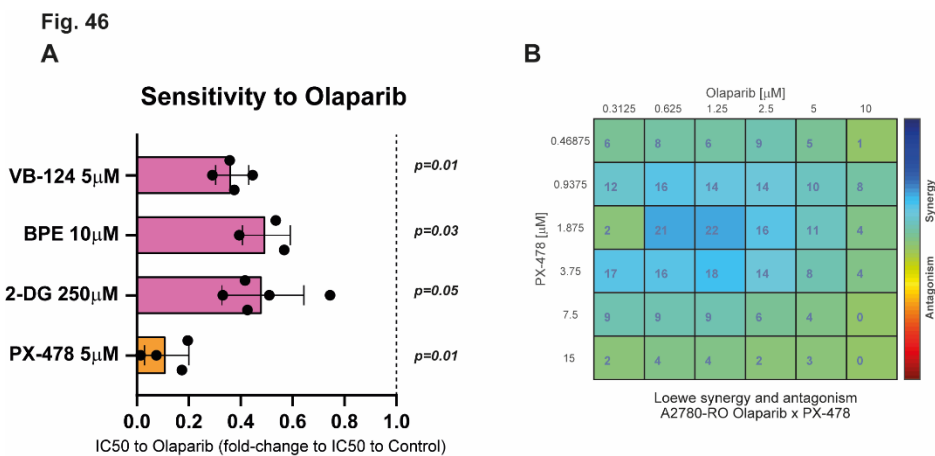 Fig. 46
A
B
Sensitivity to Olaparib
VB-124 5µM
BPE 10µM
2-DG 250µM
PX-478 5µM
p=0.01
p=0.03
p=0.05
p=0.01
0.0 0.2 0.4 0.6 0.8 1.0
IC50 to Olaparib (fold-change to IC50 to Control)
Olaparib [µM]
0.3125 0.625 1.25 2.5 5 10
PX-478 [µM]
0.46875 6 8 6 9 5 1
0.9375 12 16 14 14 10 8
1.875 2 21 22 16 11 4
3.75 17 16 18 14 8 4
7.5 9 9 9 6 4 0
15 2 4 4 2 3 0
Synergy
Antagonism
Loewe synergy and antagonism
A2780-RO Olaparib x PX-478